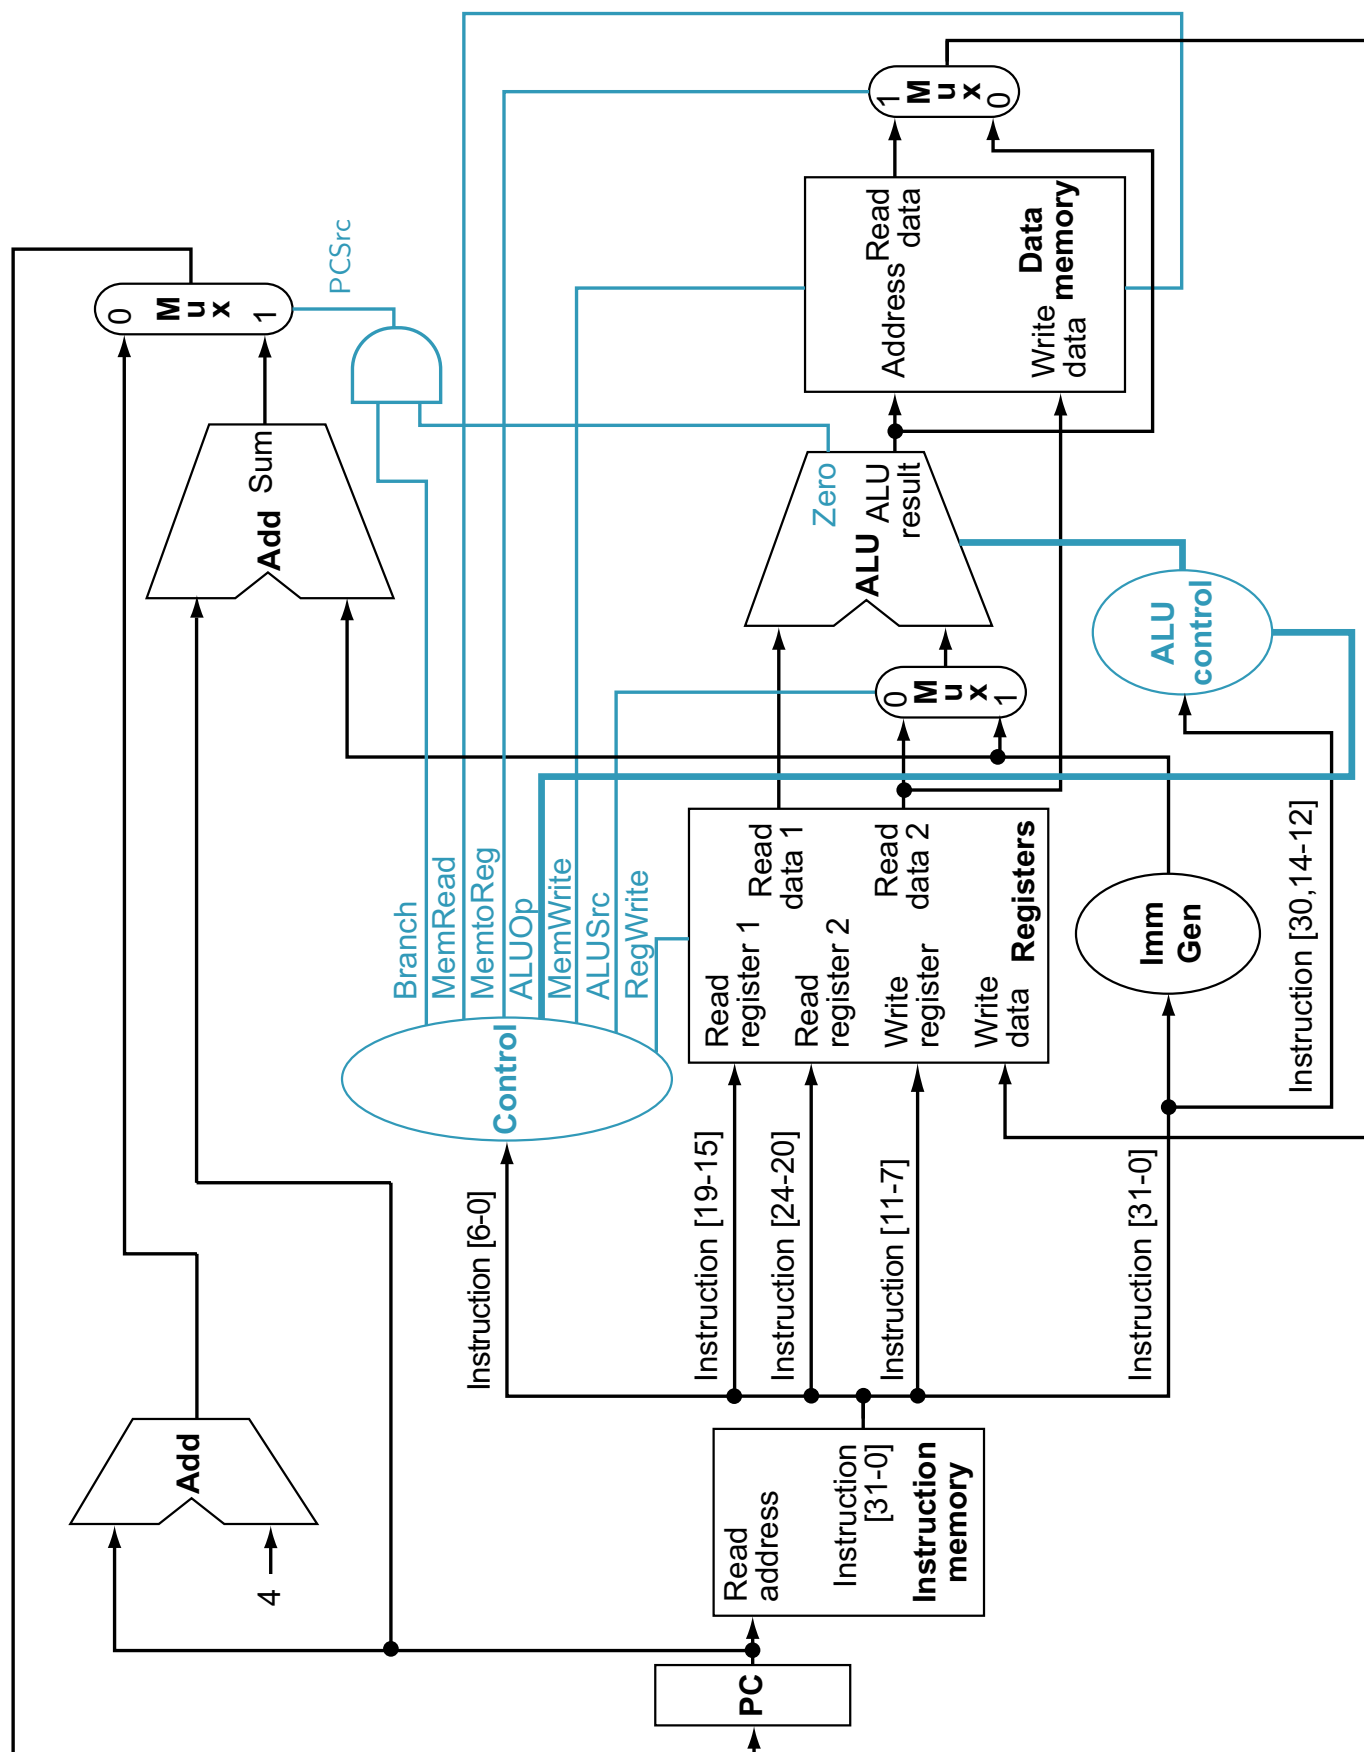 PCSrc
0
M
u
x
1
Add Sum
Add
4
Branch
MemRead
MemtoReg
ALUOp
MemWrite
ALUSrc
RegWrite
Control
Instruction [6-0]
Instruction [19-15]
Instruction [24-20]
Instruction [11-7]
Instruction [31-0]
Instruction [30,14-12]
PC
Read
address
Instruction
[31-0]
Instruction
memory
Read
register 1
Read
data 1
Read
register 2
Write
register
Read
data 2
Write
data
Registers
Imm
Gen
0
M
u
x
1
Zero
ALU
ALU
result
ALU
control
Address
Read
data
Write
data
Data
memory
1
M
u
x
0